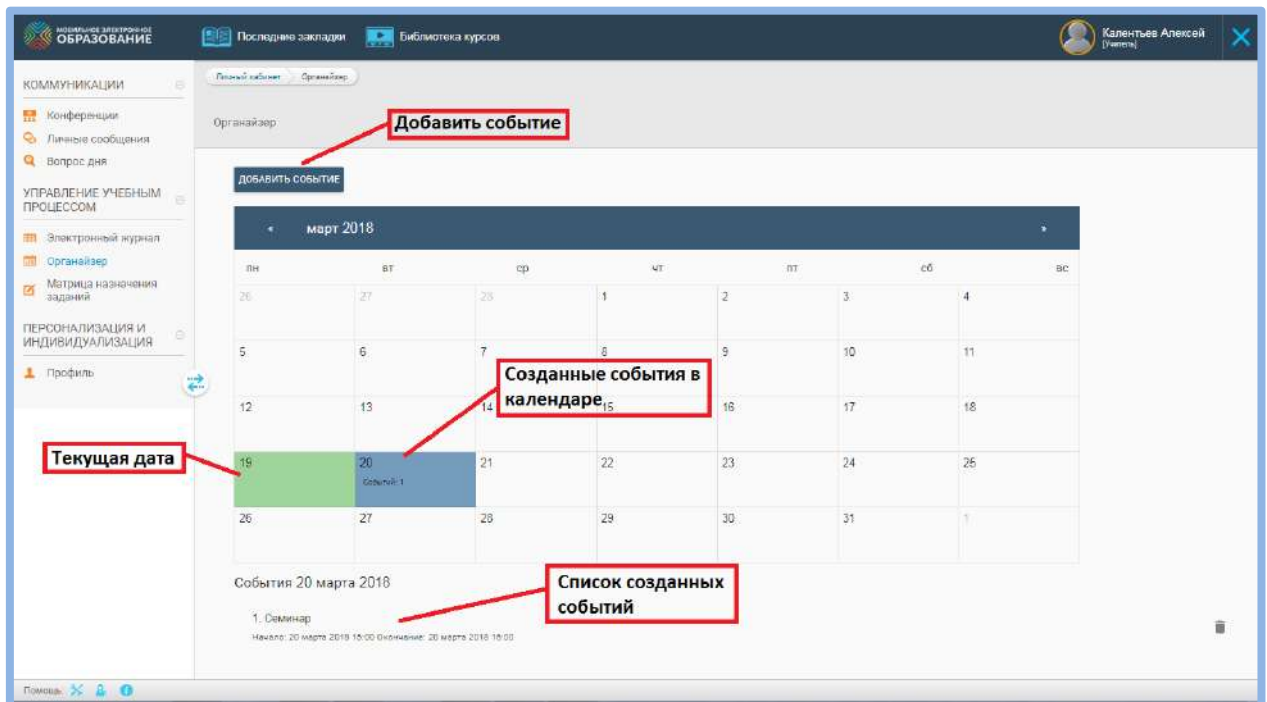 МОБИЛЬНОЕ ЭЛЕКТРОННОЕ
ОБРАЗОВАНИЕ
Последние закладки
Библиотека курсов
Калентьев Алексей
[Учитель]
КОММУНИКАЦИИ
Конференции
Личные сообщения
Вопрос дня
УПРАВЛЕНИЕ УЧЕБНЫМ
ПРОЦЕССОМ
Электронный журнал
Органайзер
Матрица назначения
заданий
ПЕРСОНАЛИЗАЦИЯ И
ИНДИВИДУАЛИЗАЦИЯ
Профиль
Личный кабинет Органайзер
Органайзер
Добавить событие
ДОБАВИТЬ СОБЫТИЕ
« март 2018 »
пн вт ср чт пт сб вс
26 27 28 1 2 3 4
5 6 7 8 9 10 11
Созданные события в
календаре
12 13 14 15 16 17 18
Текущая дата
19 20 21 22 23 24 25
Событий: 1
26 27 28 29 30 31 1
События 20 марта 2018
Список созданных
событий
1. Семинар
Начало: 20 марта 2018 15:00 Окончание: 20 марта 2018
Помощь: